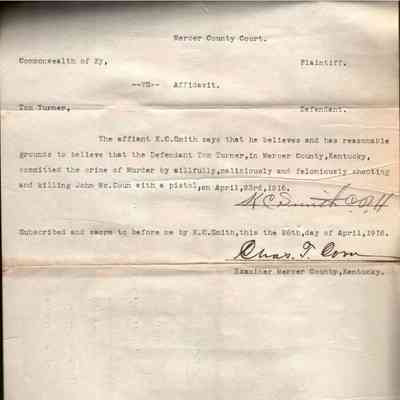 Mercer County Court.
Commonwealth of Ky, Plaintiff.
--VS-- Affidavit.
Tom Turner, Defendant.
The affiant K.C.Smith says that he believes and has reasonable
grounds to believe that the Defendant Tom Turner,in Mercer County,Kentucky,
committed the crime of Murder by willfully,maliciously and feloniously shooting
and killing John Mc.Coun with a pistol,on April,23rd,1916.
K C Smith
Subscribed and sworn to before me by K.C.Smith,this the 26th,day of April,1916.
Chas. T. Corn
Examiner Mercer County,Kentucky.